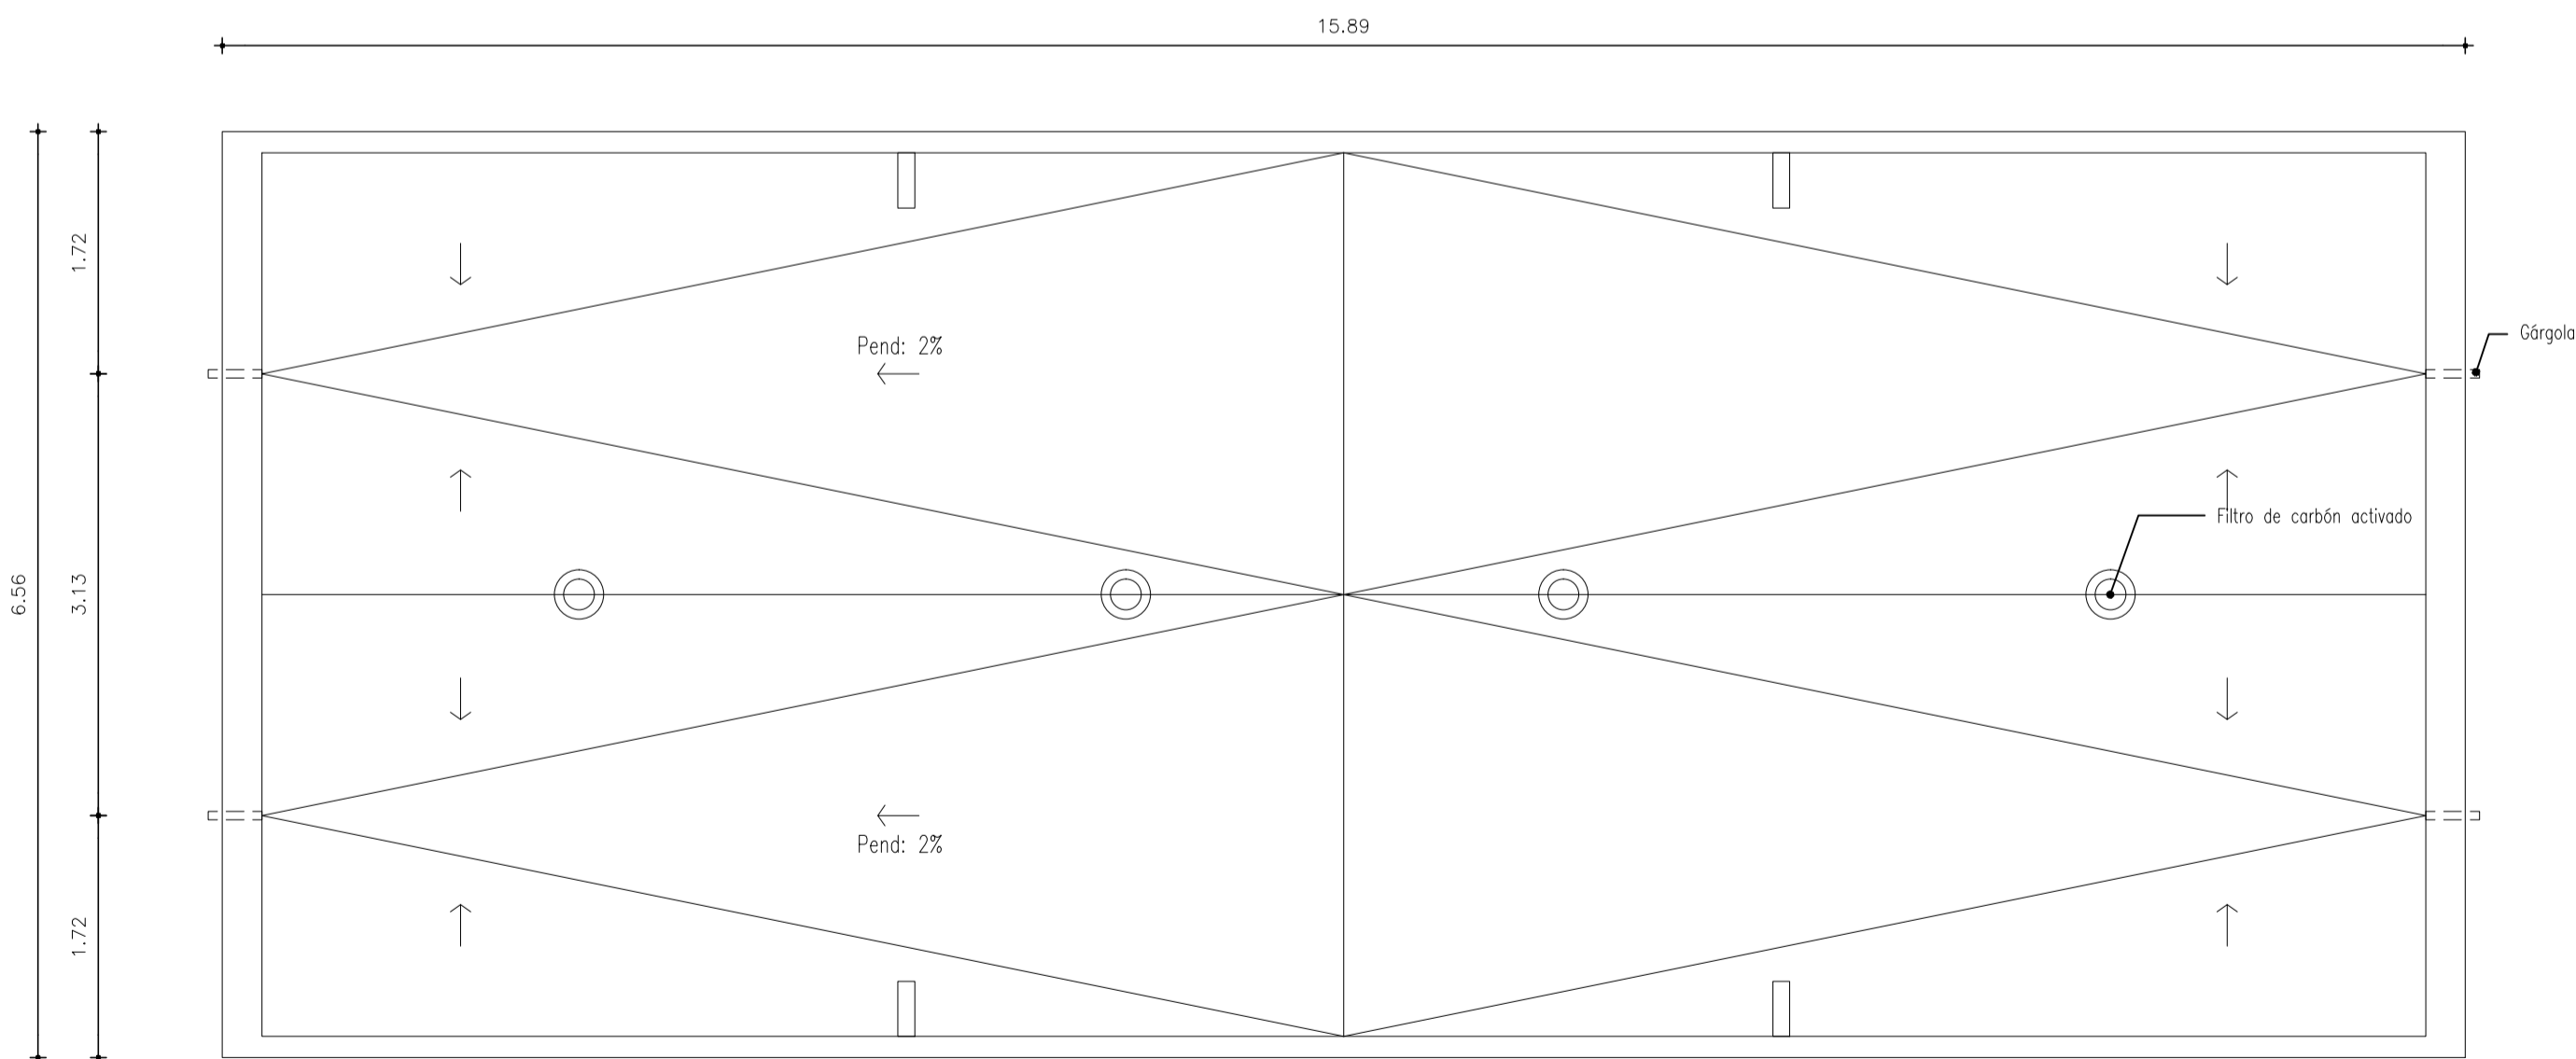 15.89
1.72
Gárgola
Pend: 2%
Filtro de carbón activado
6.56
3.13
Pend: 2%
1.72